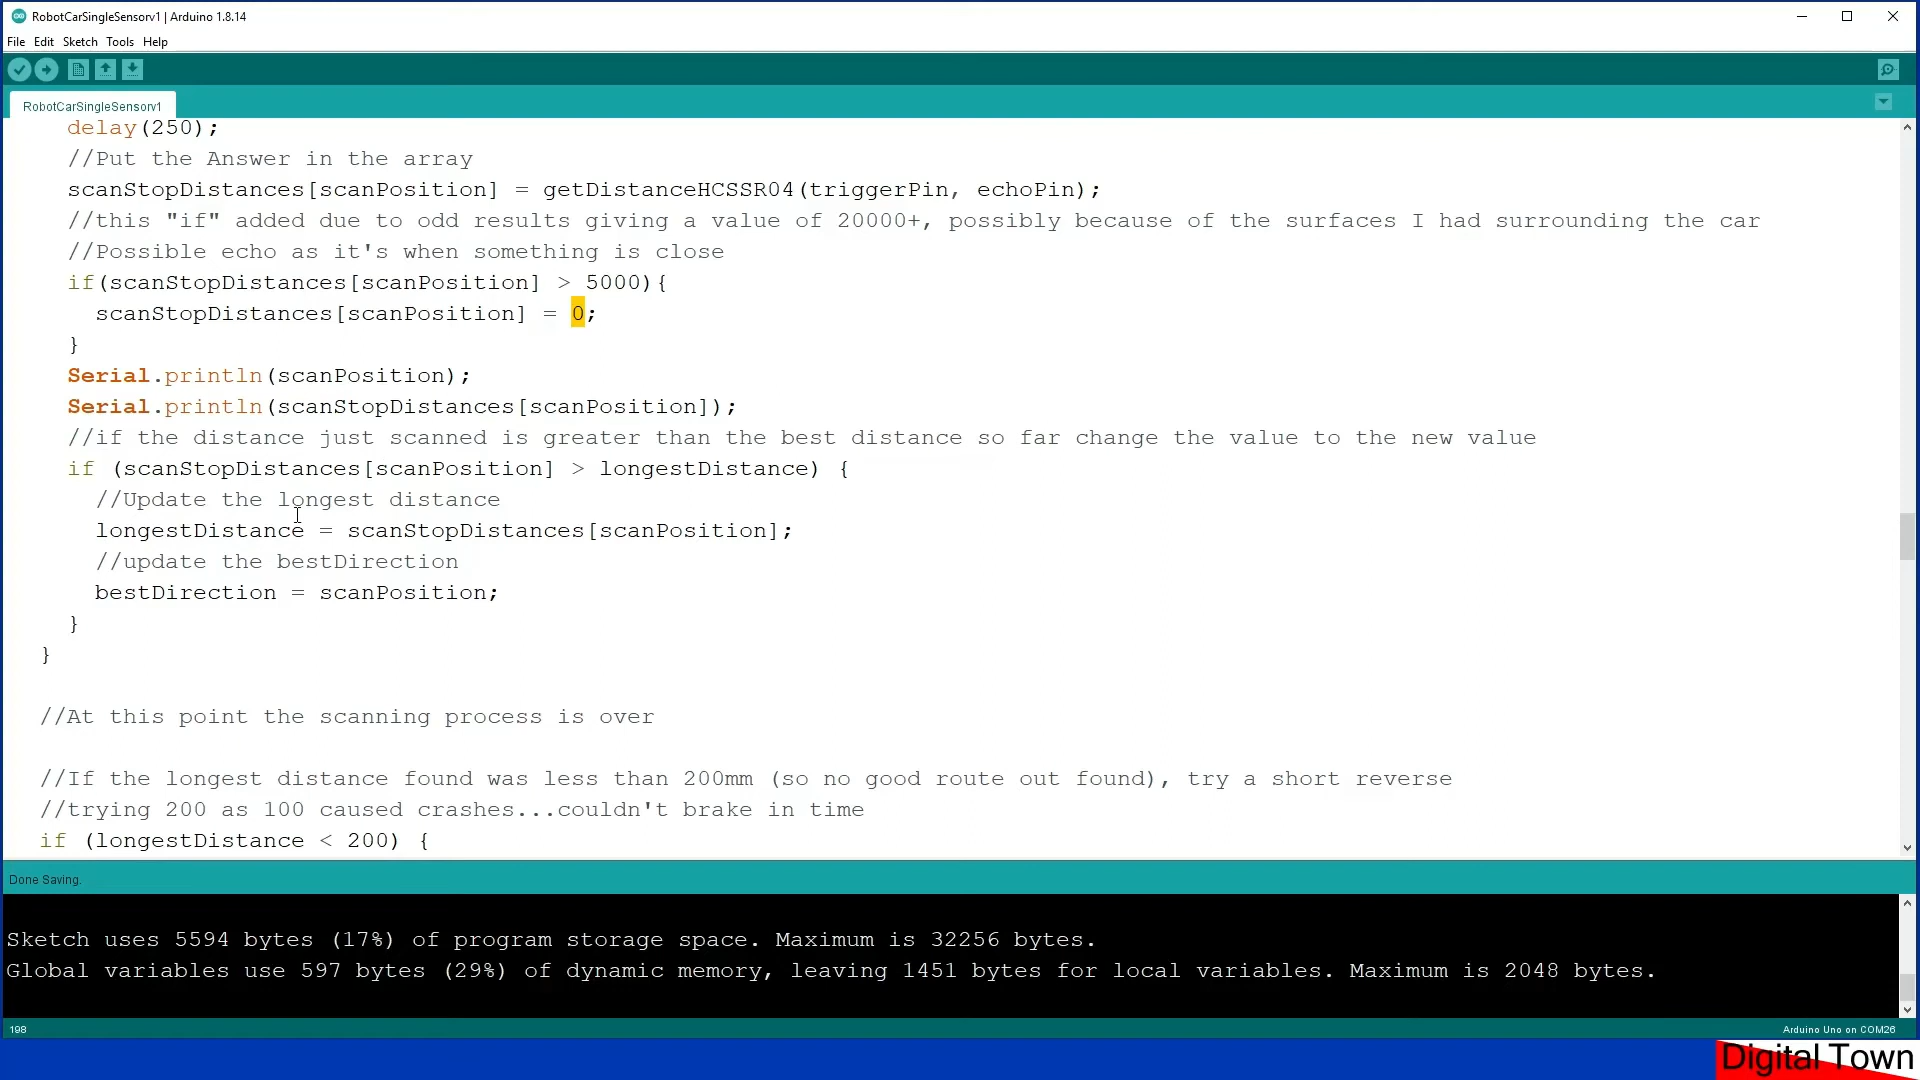 RobotCarSingleSensorv1 | Arduino 1.8.14
File Edit Sketch Tools Help
RobotCarSingleSensorv1
delay(250);
//Put the Answer in the array
scanStopDistances[scanPosition] = getDistanceHCSSR04(triggerPin, echoPin);
//this "if" added due to odd results giving a value of 20000+, possibly because of the surfaces I had surrounding the car
//Possible echo as it's when something is close
if(scanStopDistances[scanPosition] > 5000){
scanStopDistances[scanPosition] = 0;
}
Serial.println(scanPosition);
Serial.println(scanStopDistances[scanPosition]);
//if the distance just scanned is greater than the best distance so far change the value to the new value
if (scanStopDistances[scanPosition] > longestDistance) {
//Update the longest distance
longestDistance = scanStopDistances[scanPosition];
//update the bestDirection
bestDirection = scanPosition;
}
}
//At this point the scanning process is over
//If the longest distance found was less than 200mm (so no good route out found), try a short reverse
//trying 200 as 100 caused crashes...couldn't brake in time
if (longestDistance < 200) {
Done Saving.
Sketch uses 5594 bytes (17%) of program storage space. Maximum is 32256 bytes.
Global variables use 597 bytes (29%) of dynamic memory, leaving 1451 bytes for local variables. Maximum is 2048 bytes.
198
Arduino Uno on COM26
Digital Town